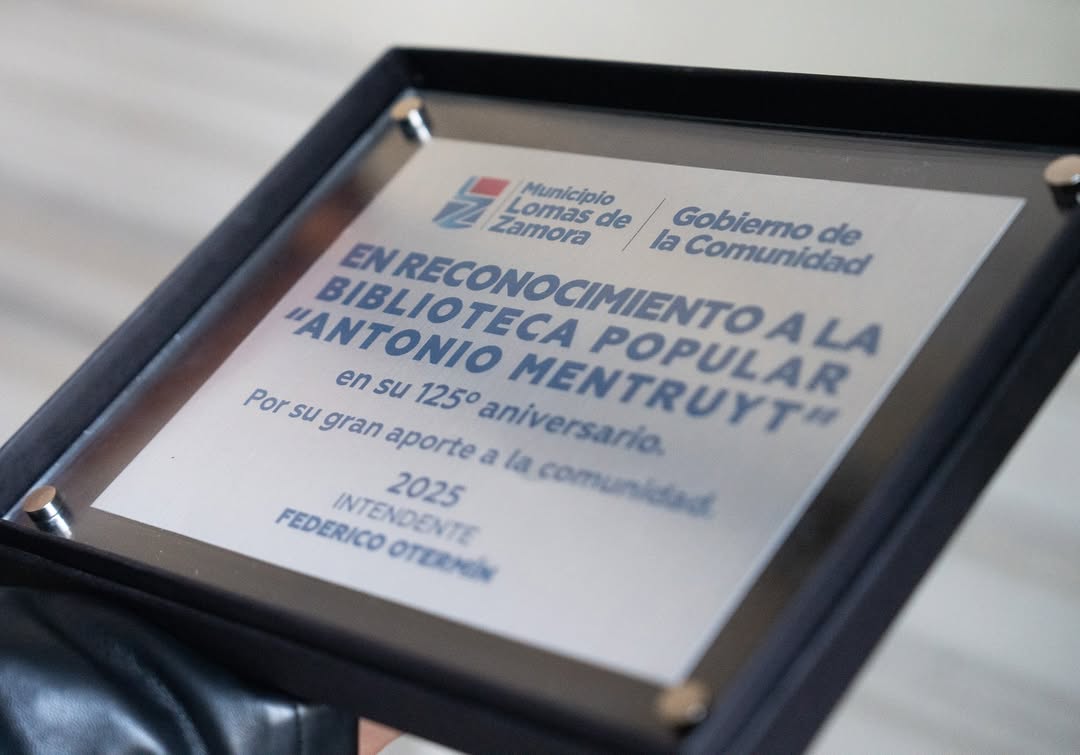 Municipio
Lomas de
Zamora
Gobierno de
la Comunidad
EN RECONOCIMIENTO A LA
BIBLIOTECA POPULAR
"ANTONIO MENTRUYT"
en su 125º aniversario.
Por su gran aporte a la comunidad.
2025
INTENDENTE
FEDERICO OTERMÍN